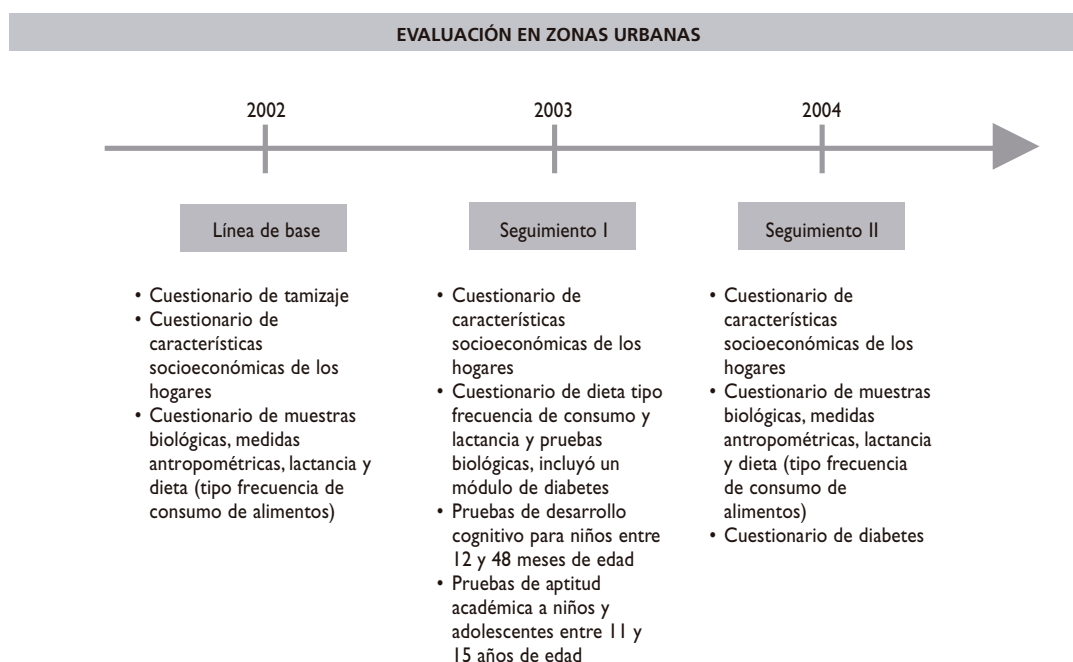 EVALUACIÓN EN ZONAS URBANAS
2002
2003
2004
Línea de base
Seguimiento I
Seguimiento II
• Cuestionario de tamizaje
• Cuestionario de
características
socioeconómicas de los
hogares
• Cuestionario de muestras
biológicas, medidas
antropométricas, lactancia y
dieta (tipo frecuencia de
consumo de alimentos)
• Cuestionario de
características
socioeconómicas de los
hogares
• Cuestionario de dieta tipo
frecuencia de consumo y
lactancia y pruebas
biológicas, incluyó un
módulo de diabetes
• Pruebas de desarrollo
cognitivo para niños entre
12 y 48 meses de edad
• Pruebas de aptitud
académica a niños y
adolescentes entre 11 y
15 años de edad
• Cuestionario de
características
socioeconómicas de los
hogares
• Cuestionario de muestras
biológicas, medidas
antropométricas, lactancia
y dieta (tipo frecuencia
de consumo de
alimentos)
• Cuestionario de diabetes